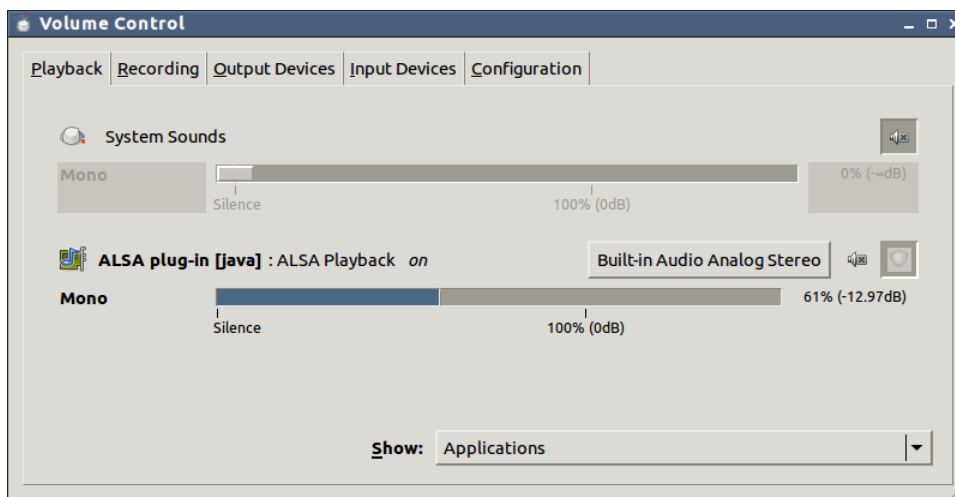 Volume Control
Playback Recording Output Devices Input Devices Configuration
System Sounds
Mono 0% (-∞dB)
Silence 100% (0dB)
ALSA plug-in [java] : ALSA Playback on Built-in Audio Analog Stereo
Mono 61% (-12.97dB)
Silence 100% (0dB)
Show: Applications